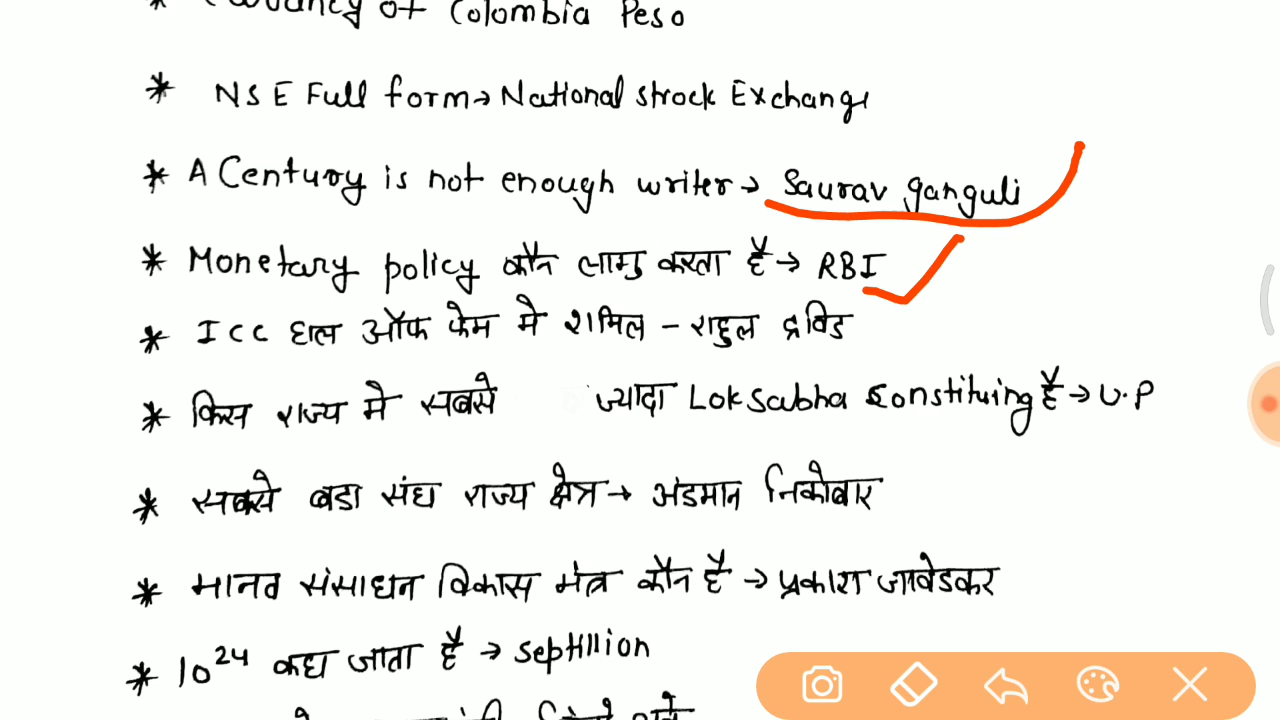 of Colombia Peso
* NSE Full form→ National strock Exchange
* A Century is not enough writer→ Saurav ganguli
* Monetary policy कौन लागु करता है→ RBI
* ICC हाल ऑफ फेम मे शामिल - राहुल द्रविड
* किस राज्य मे सबसे ज्यादा Loksabha constituing है→ U.P
* सबसे बडा संघ राज्य क्षेत्र→ अंडमान निकोबार
* मानव संसाधन विकास मंत्र कौन है→ प्रकाश जावेडकर
* 10²⁴ कहा जाता है→ septillion